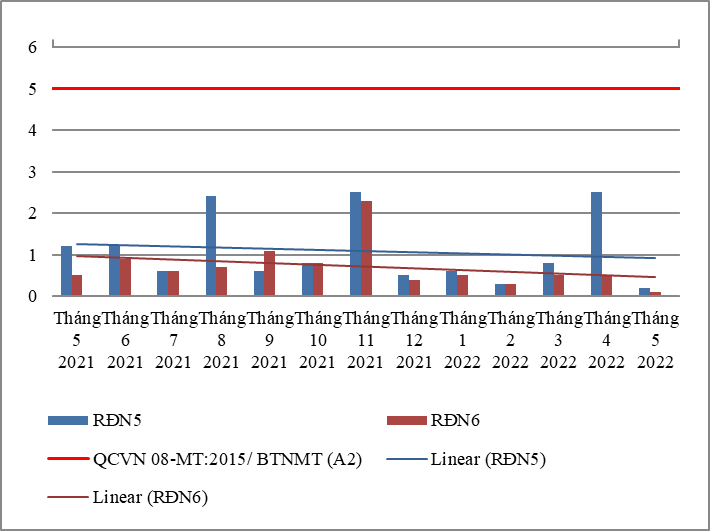 6
5
4
3
2
1
0
Tháng Tháng Tháng Tháng Tháng Tháng Tháng Tháng Tháng Tháng Tháng Tháng Tháng
5 6 7 8 9 10 11 12 1 2 3 4 5
2021 2021 2021 2021 2021 2021 2021 2021 2022 2022 2022 2022 2022
RĐN5 RĐN6
QCVN 08-MT:2015/ BTNMT (A2) Linear (RĐN5)
Linear (RĐN6)